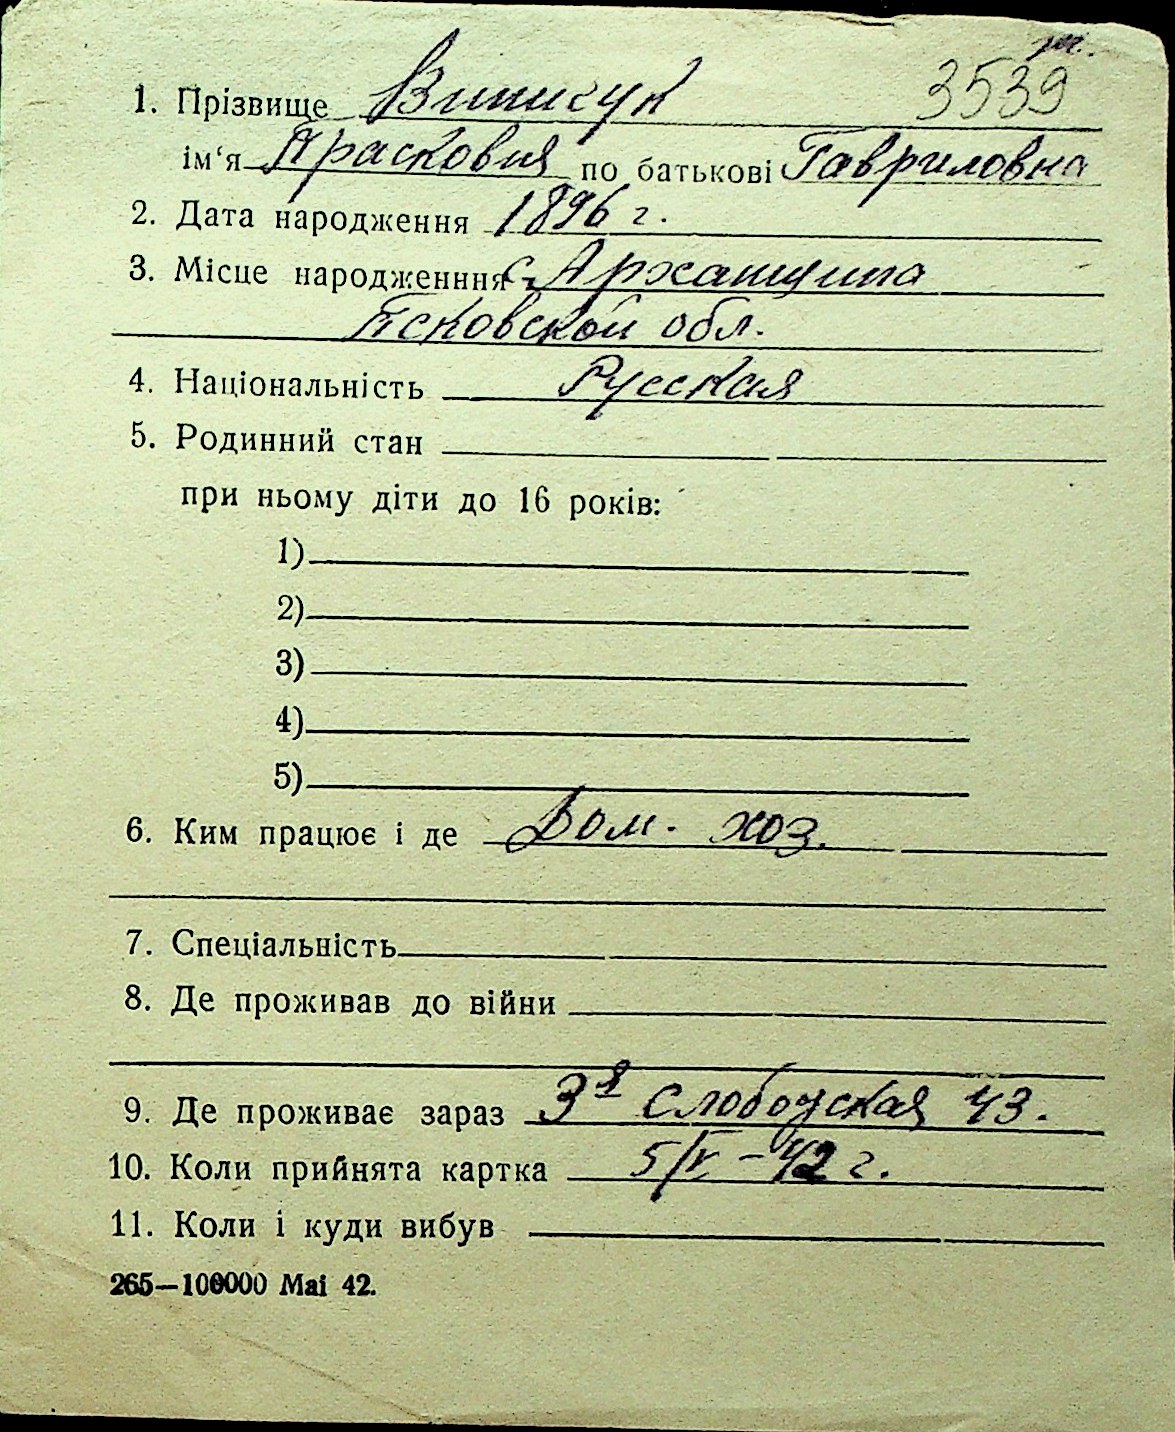 3539
1. Прізвище Винисук
ім'я Прасковия по батькові Гавриловна
2. Дата народження 1896 г.
3. Місце народженння с. Арханщина
Псковской обл.
4. Національність Русская
5. Родинний стан
при ньому діти до 16 років:
1)
2)
3)
4)
5)
6. Ким працює і де Дом. хоз.
7. Спеціальність
8. Де проживав до війни
9. Де проживає зараз 3я Слободская 43.
10. Коли прийнята картка 5/V-42 г.
11. Коли і куди вибув
265—100000 Mai 42.